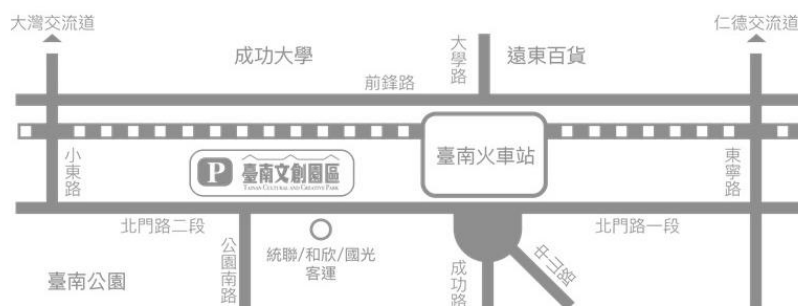 大灣交流道
仁德交流道
成功大學
大學路
遠東百貨
前鋒路
小東路
P 臺南文創園區
TAINAN CULTURAL AND CREATIVE PARK
臺南火車站
東寧路
北門路二段
北門路一段
公園南路
統聯/和欣/國光
客運
臺南公園
成功路
中山路